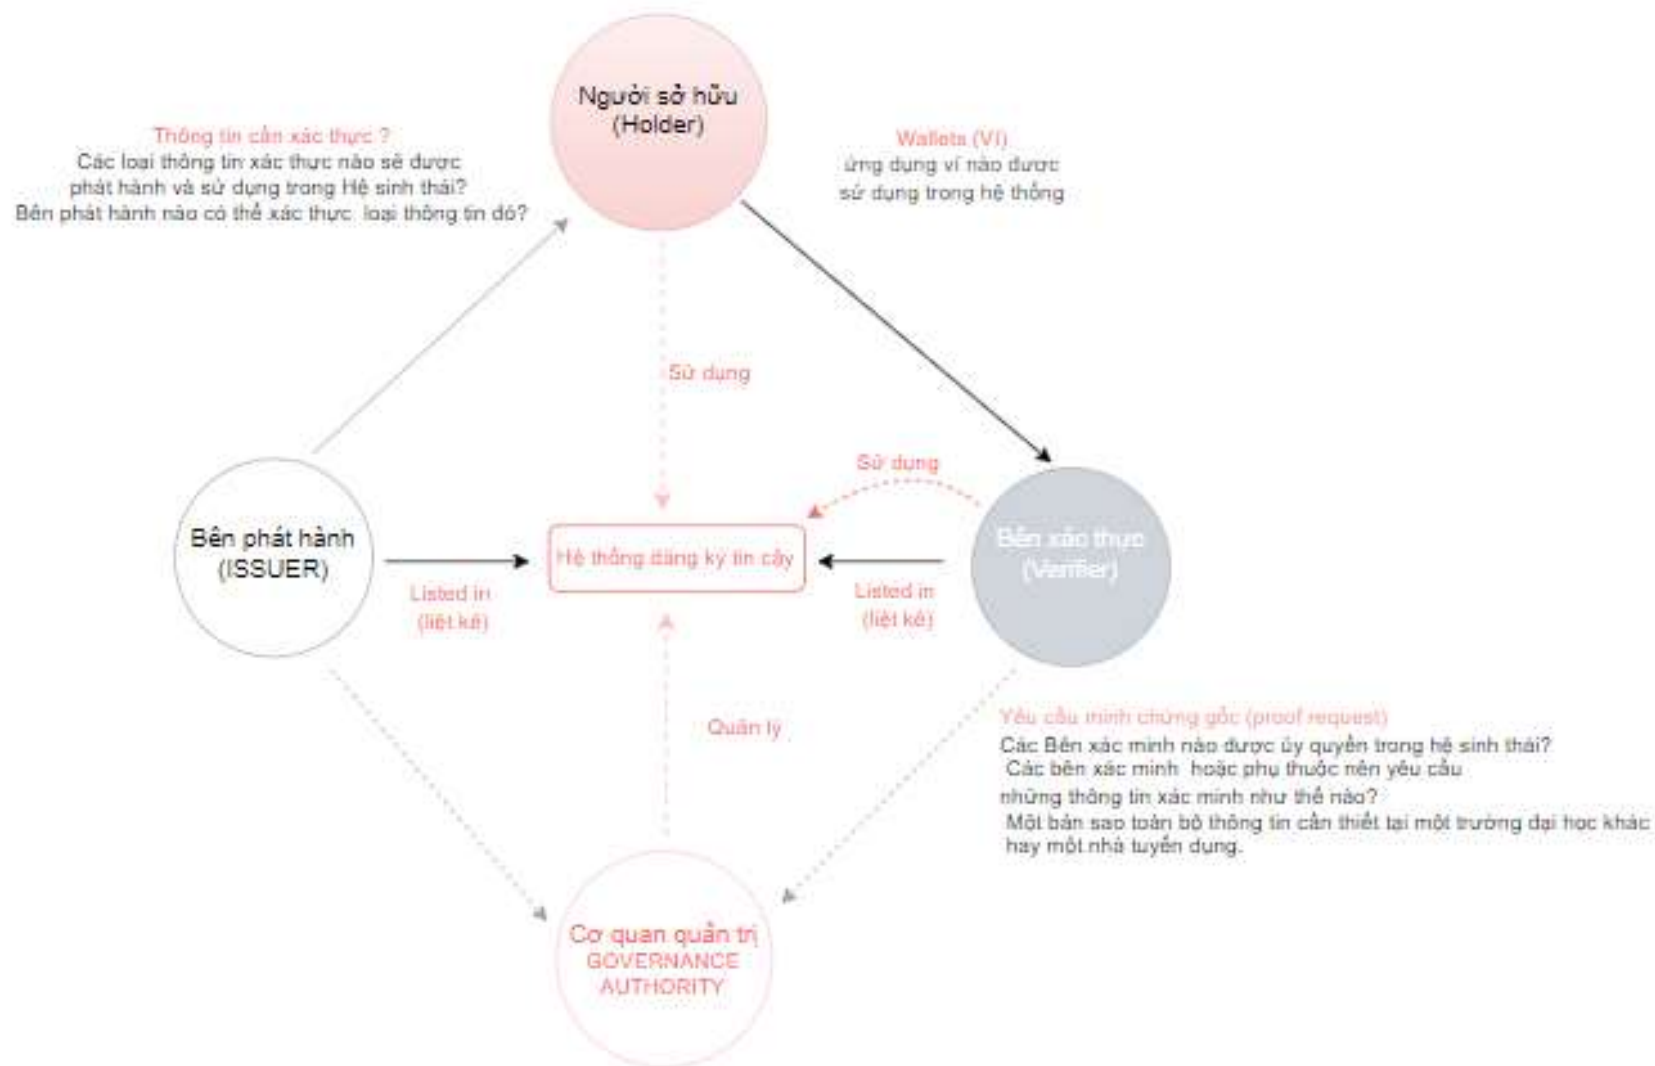 Người sở hữu
(Holder)
Thông tin cần xác thực ?
Các loại thông tin xác thực nào sẽ được
phát hành và sử dụng trong Hệ sinh thái?
Bên phát hành nào có thể xác thực loại thông tin đó?
Wallets (VÍ)
ứng dụng ví nào được
sử dụng trong hệ thống
Sử dụng
Sử dụng
Bên phát hành
(ISSUER)
Hệ thống đăng ký tin cậy
Bên xác thực
(Verifier)
Listed in
(liệt kê)
Listed in
(liệt kê)
Quản lý
Yêu cầu minh chứng gốc (proof request)
Các Bên xác minh nào được ủy quyền trong hệ sinh thái?
Các bên xác minh hoặc phụ thuộc nên yêu cầu
những thông tin xác minh như thế nào?
Một bản sao toàn bộ thông tin cần thiết tại một trường đại học khác
hay một nhà tuyển dụng.
Cơ quan quản trị
GOVERNANCE
AUTHORITY